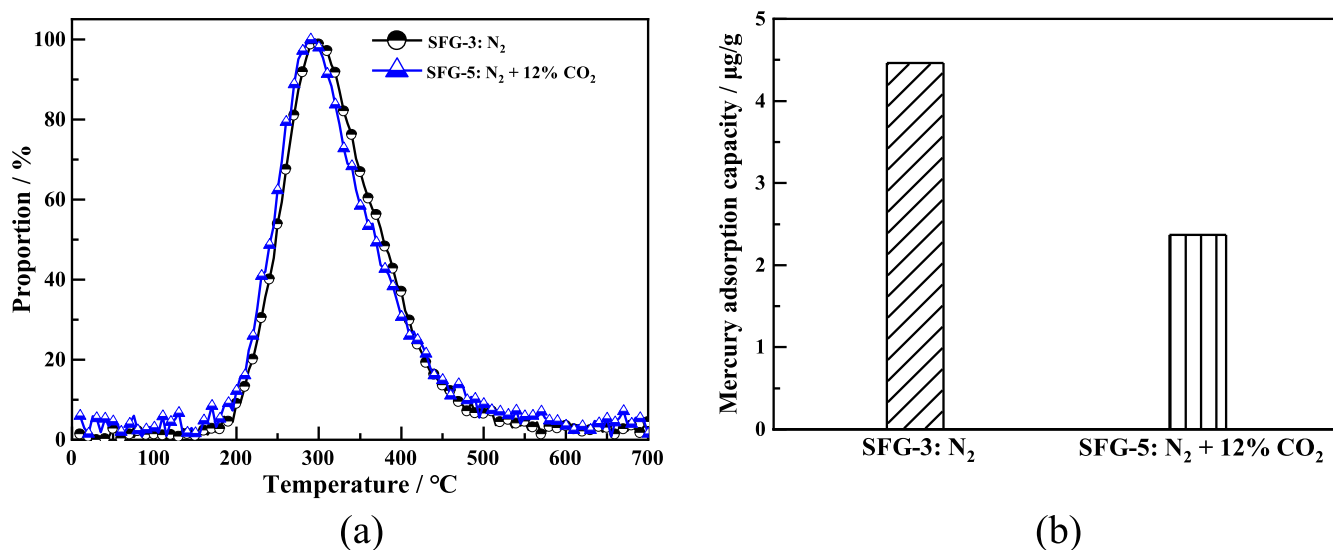 Proportion / %
100
80
60
40
20
0
SFG-3: N₂
SFG-5: N₂ + 12% CO₂
0 100 200 300 400 500 600 700
Temperature / °C
(a)
Mercury adsorption capacity / μg/g
5
4
3
2
1
0
SFG-3: N₂ SFG-5: N₂ + 12% CO₂
(b)